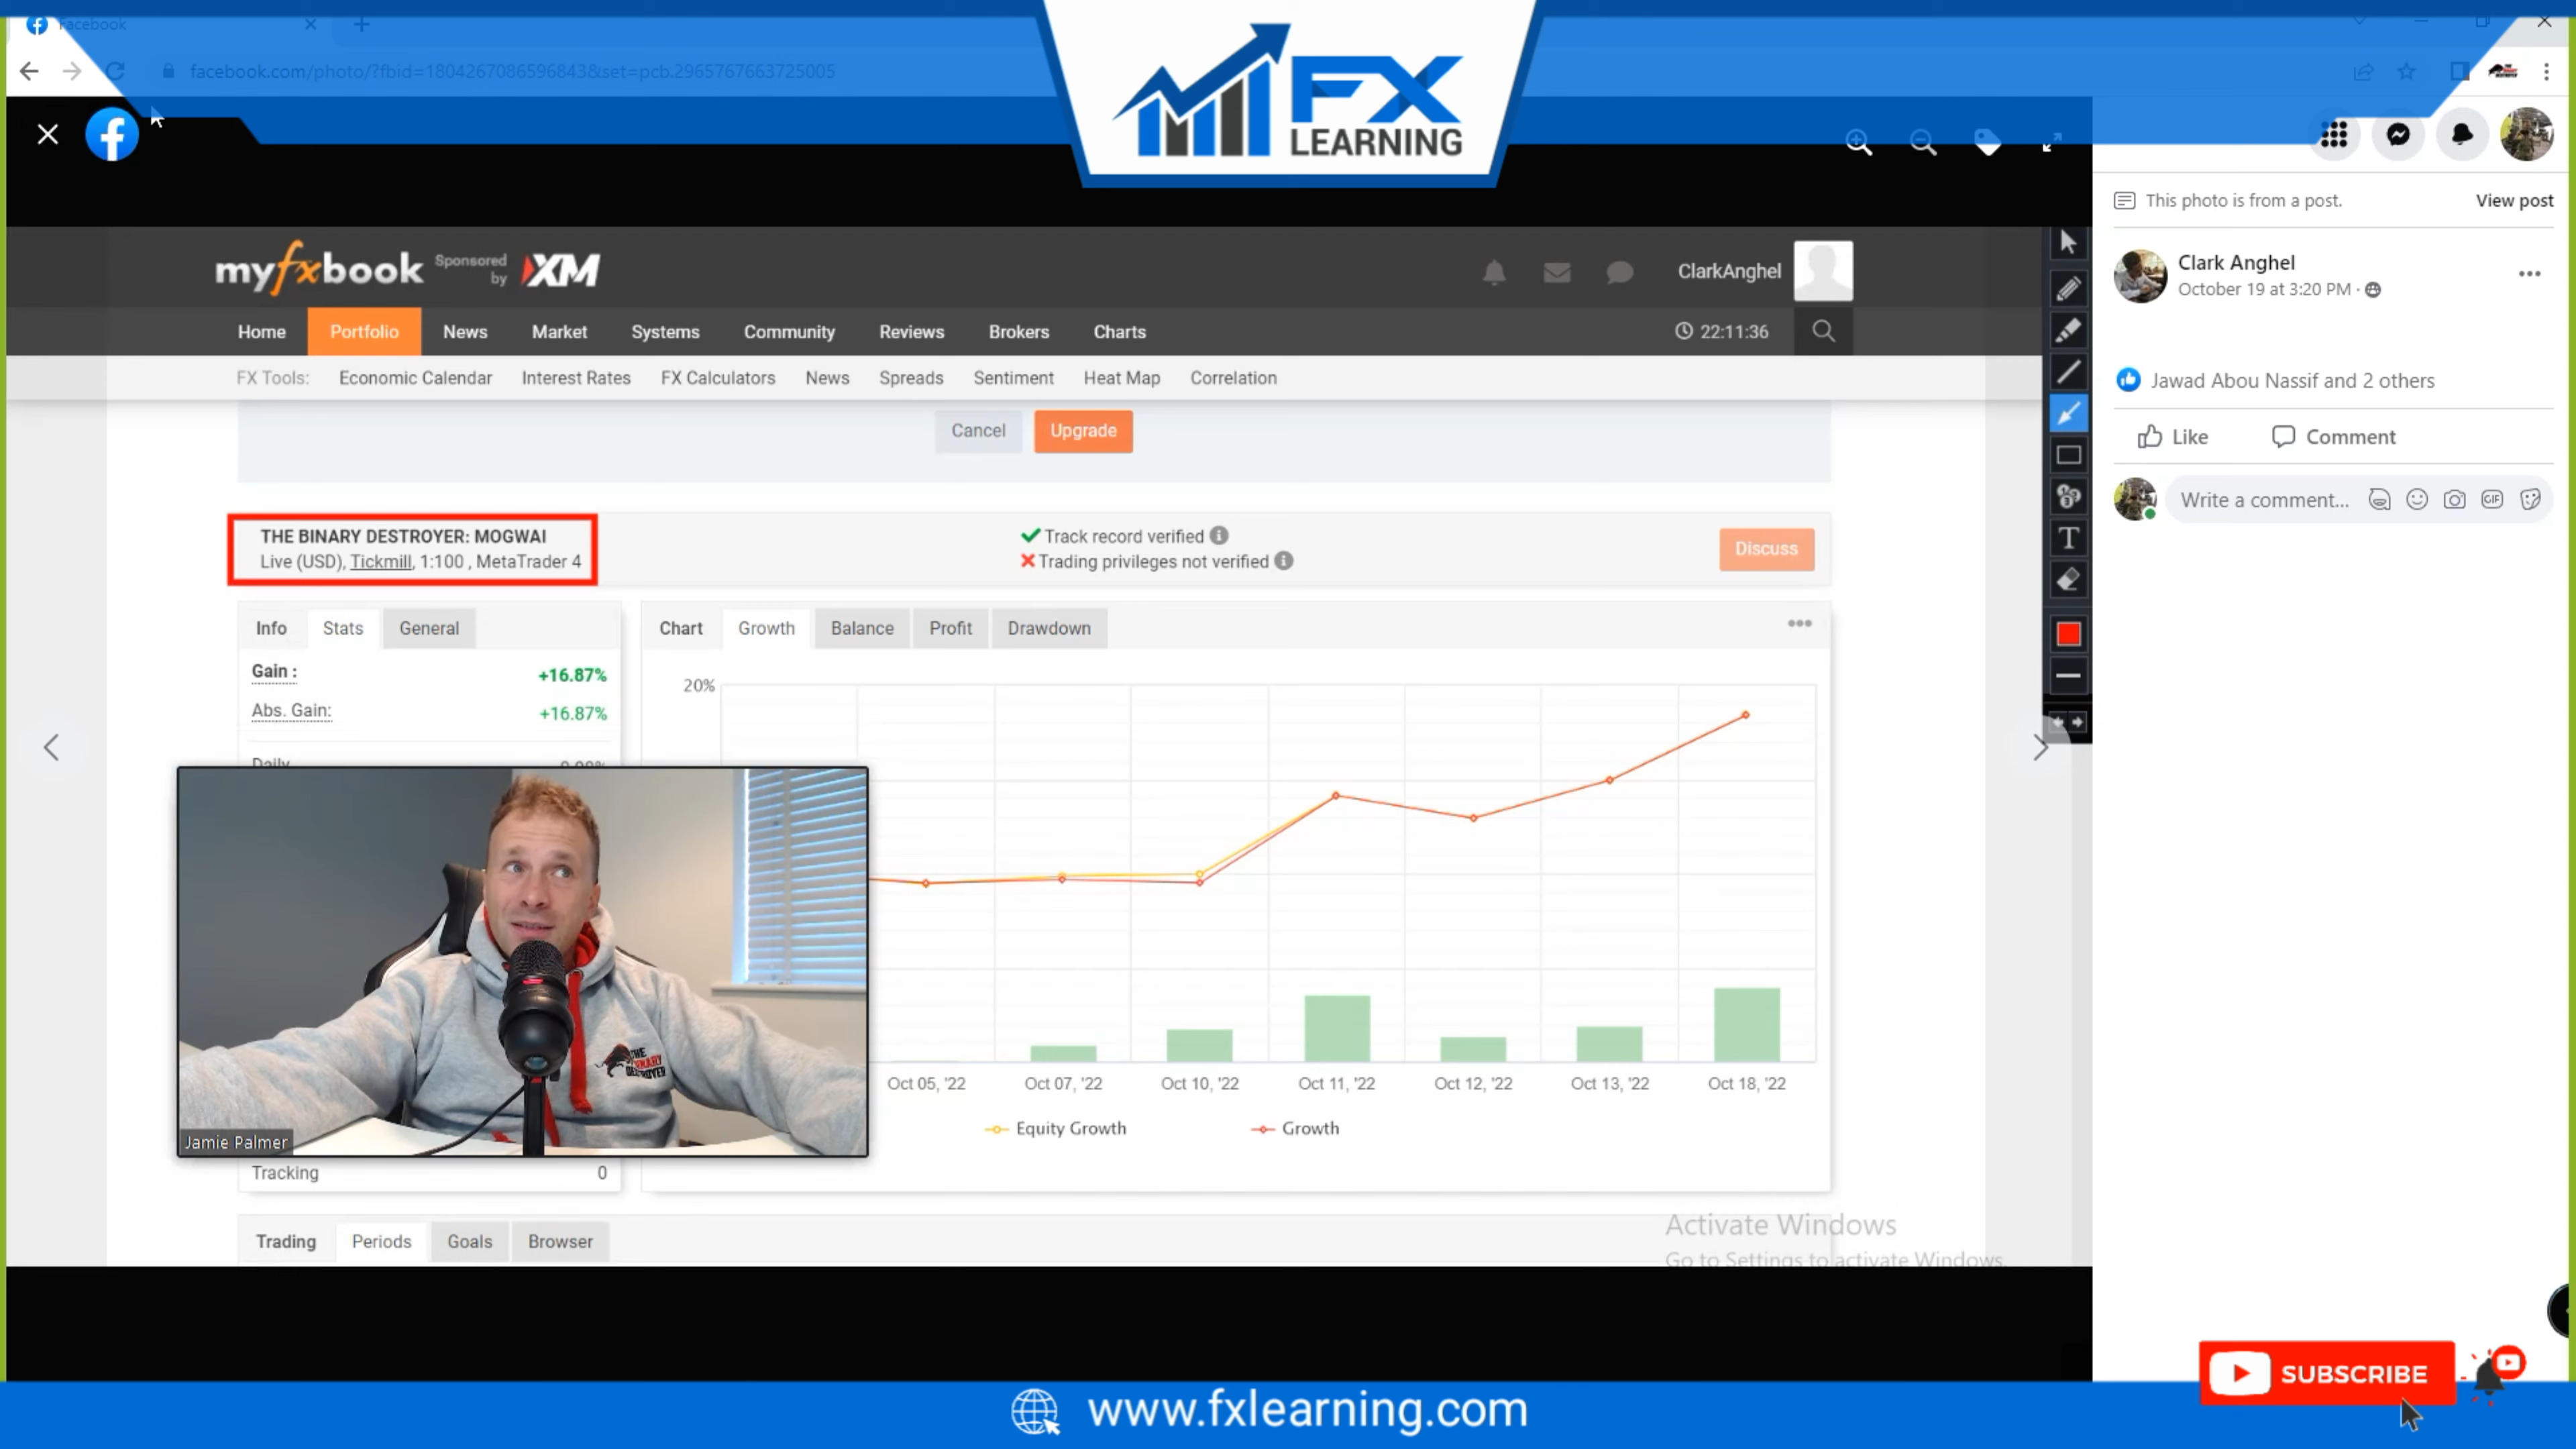 Facebook
facebook.com/photo/?fbid=1804267086596843&set=pcb.2965767663725005
FX
LEARNING
This photo is from a post.
View post
Clark Anghel
October 19 at 3:20 PM ·
Jawad Abou Nassif and 2 others
Like
Comment
Write a comment...
GIF
myfxbook
Sponsored by
XM
ClarkAnghel
Home
Portfolio
News
Market
Systems
Community
Reviews
Brokers
Charts
22:11:36
FX Tools:
Economic Calendar
Interest Rates
FX Calculators
News
Spreads
Sentiment
Heat Map
Correlation
Cancel
Upgrade
THE BINARY DESTROYER: MOGWAI
Live (USD), Tickmill, 1:100 , MetaTrader 4
Track record verified
Trading privileges not verified
Discuss
Info
Stats
General
Gain :
+16.87%
Abs. Gain:
+16.87%
Daily
Chart
Growth
Balance
Profit
Drawdown
20%
THE
BINARY
DESTROYER
Jamie Palmer
Oct 05, '22
Oct 07, '22
Oct 10, '22
Oct 11, '22
Oct 12, '22
Oct 13, '22
Oct 18, '22
Equity Growth
Growth
Tracking
0
Trading
Periods
Goals
Browser
Activate Windows
Go to Settings to activate Windows.
SUBSCRIBE
www.fxlearning.com